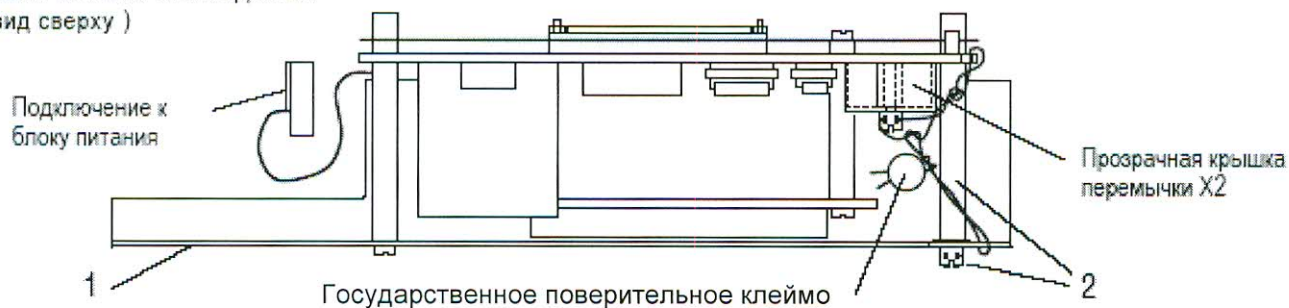 вид сверху )
Подключение к
блоку питания
Прозрачная крышка
перемычки X2
1
Государственное поверительное клеймо
2